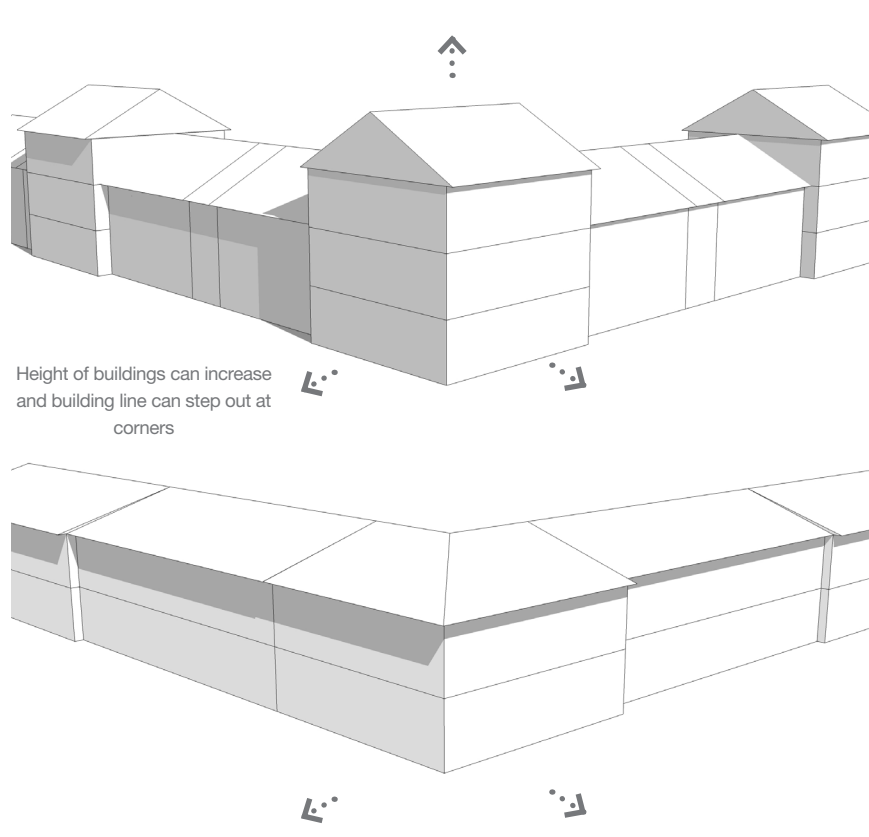 Height of buildings can increase
and building line can step out at
corners